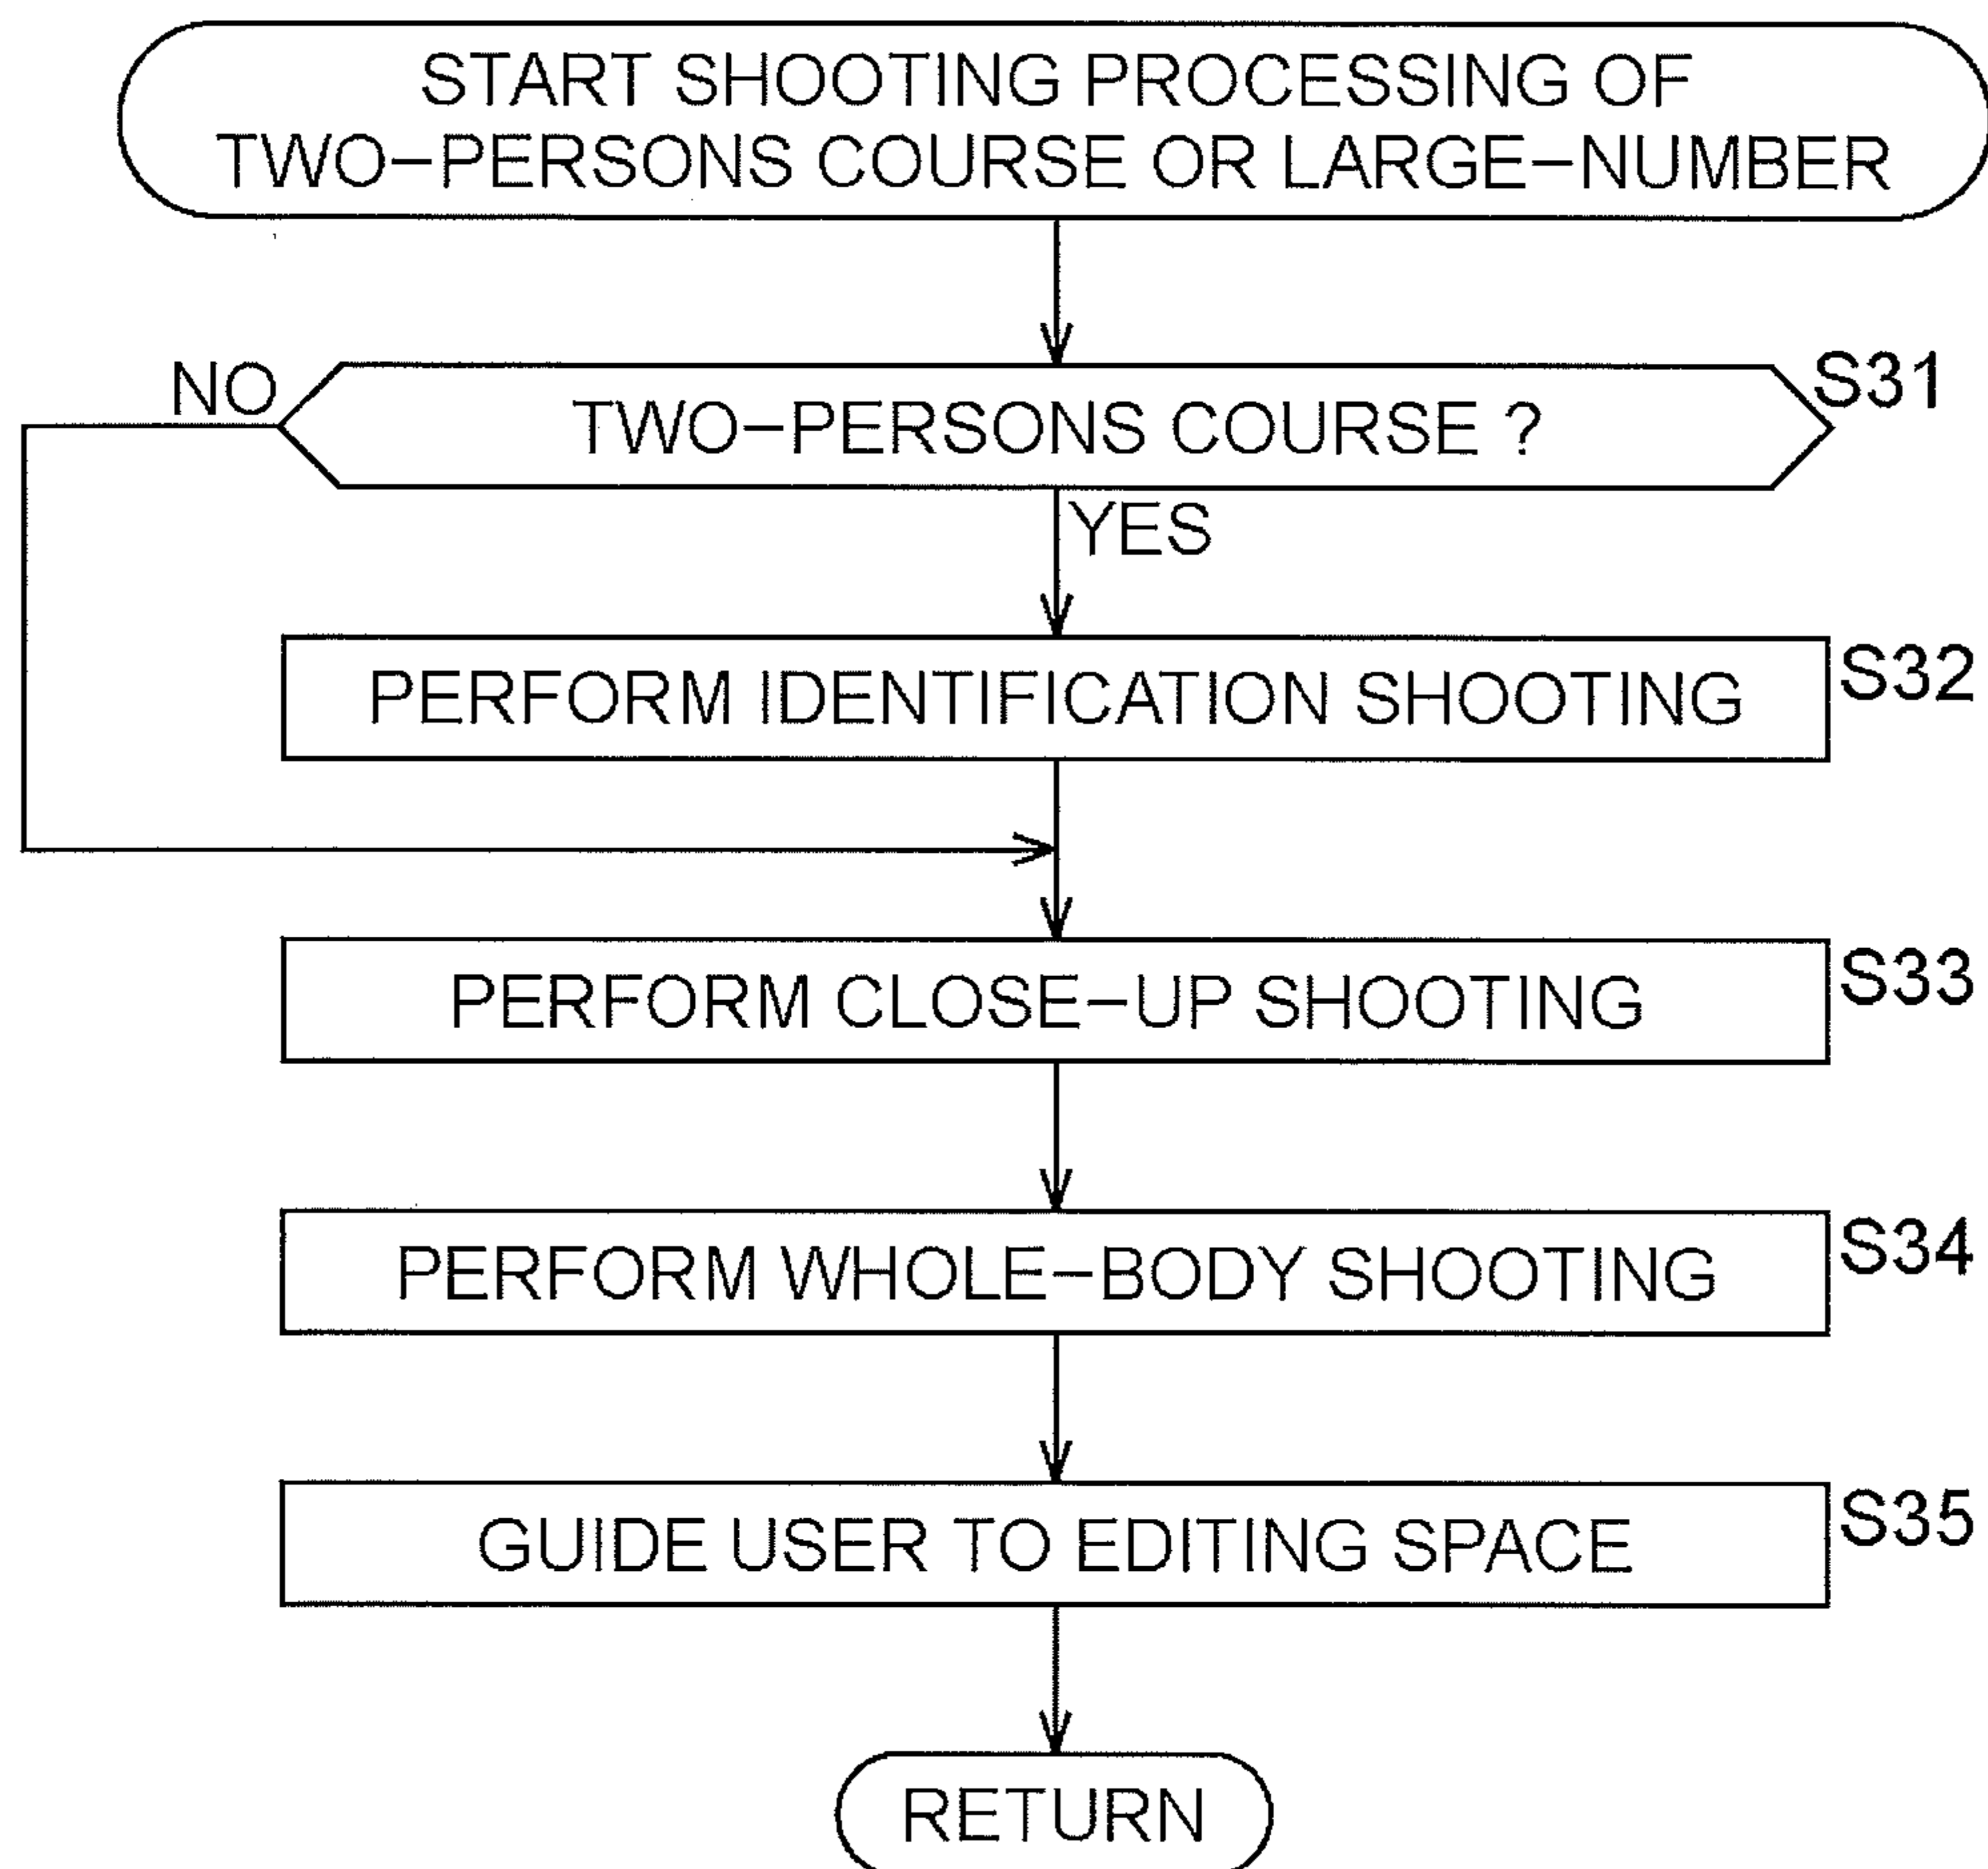 START SHOOTING PROCESSING OF
TWO-PERSONS COURSE OR LARGE-NUMBER
NO
TWO-PERSONS COURSE ?
S31
YES
PERFORM IDENTIFICATION SHOOTING
S32
PERFORM CLOSE-UP SHOOTING
S33
PERFORM WHOLE-BODY SHOOTING
S34
GUIDE USER TO EDITING SPACE
S35
RETURN